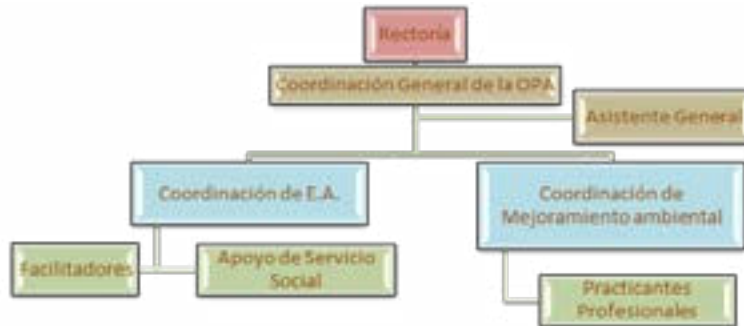 Rectoría
Coordinación General de la OPA
Asistente General
Coordinación de E.A.
Coordinación de
Mejoramiento ambiental
Facilitadores
Apoyo de Servicio
Social
Practicantes
Profesionales